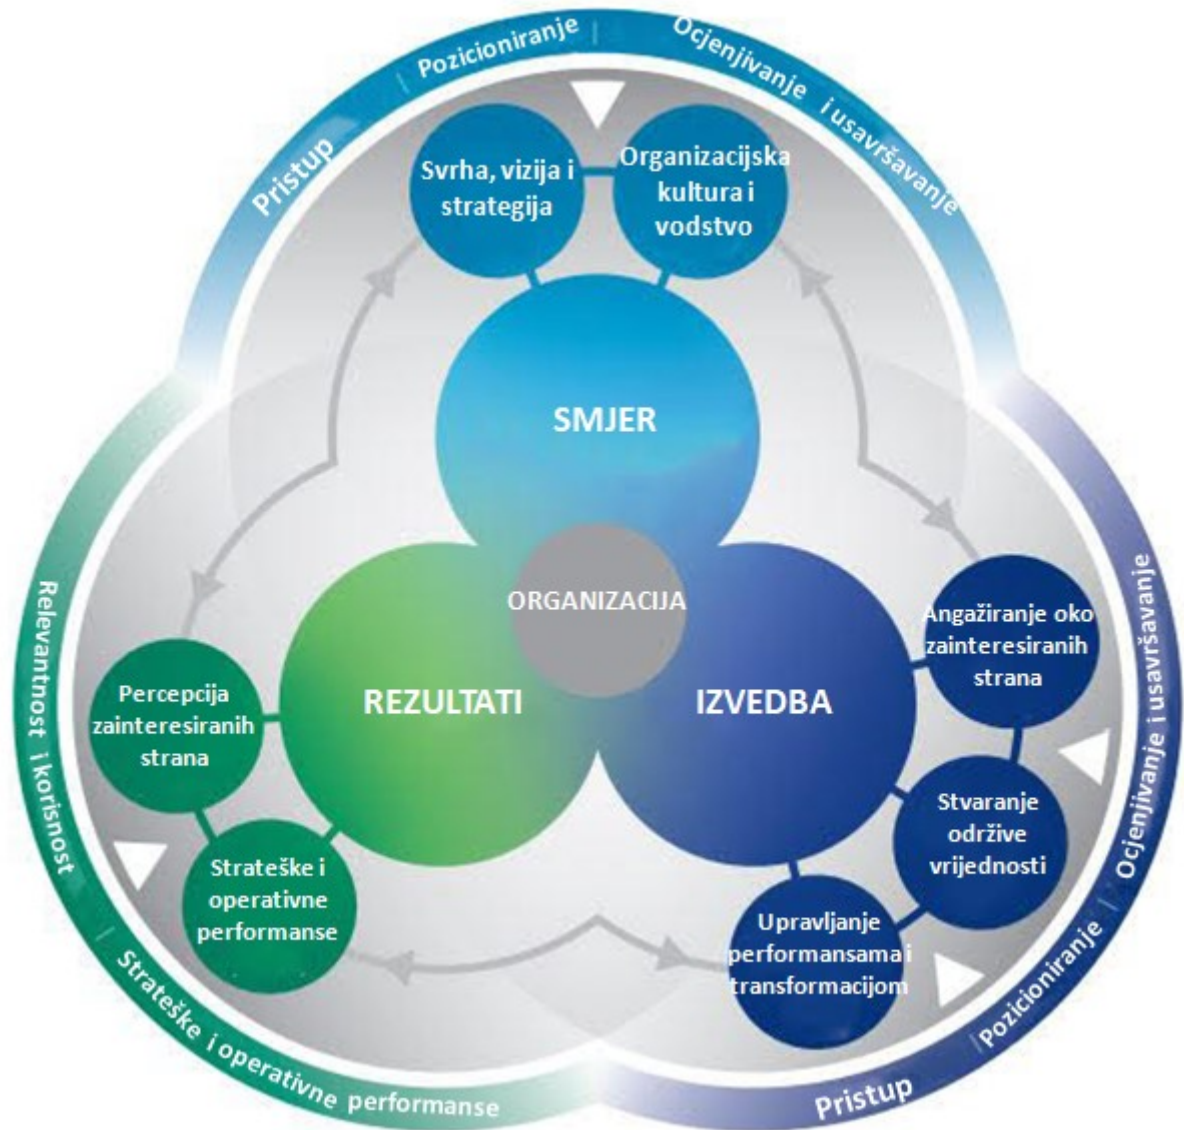 Pristup | Pozicioniranje | Ocjenjivanje i usavršavanje
Svrha, vizija i
strategija
Organizacijska
kultura i
vodstvo
SMJER
ORGANIZACIJA
REZULTATI
IZVEDBA
Angažiranje oko
zainteresiranih
strana
Stvaranje
održive
vrijednosti
Upravljanje
performansama i
transformacijom
Percepcija
zainteresiranih
strana
Strateške i
operativne
performanse
Relevantnost i korisnost | Strateške i operativne performanse
Pristup | Pozicioniranje | Ocjenjivanje i usavršavanje